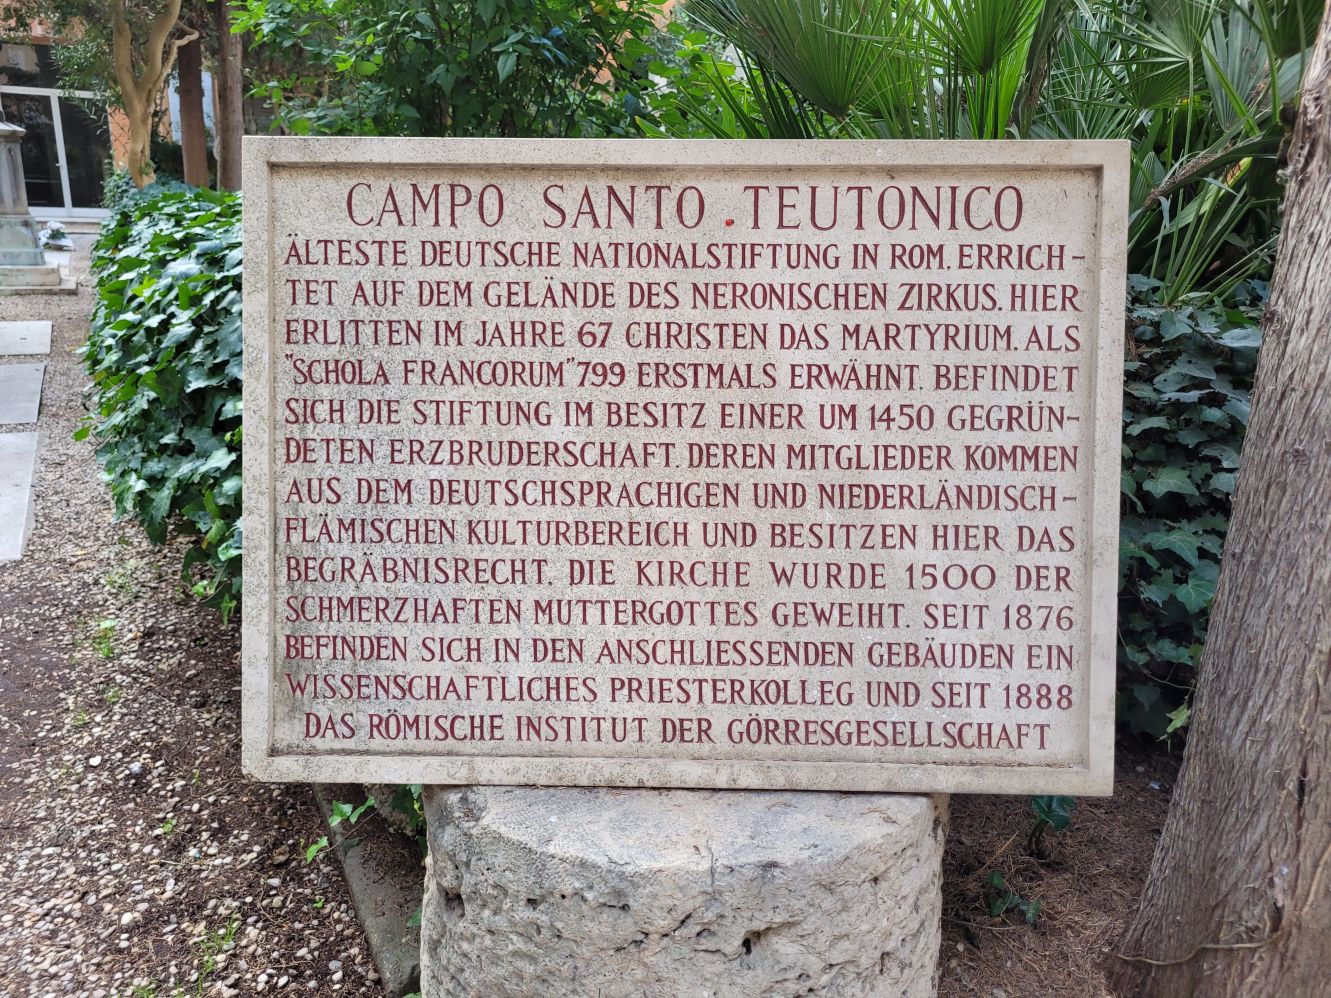 CAMPO SANTO TEUTONICO
ÄLTESTE DEUTSCHE NATIONALSTIFTUNG IN ROM. ERRICH-
TET AUF DEM GELÄNDE DES NERONISCHEN ZIRKUS. HIER
ERLITTEN IM JAHRE 67 CHRISTEN DAS MARTYRIUM. ALS
"SCHOLA FRANCORUM" 799 ERSTMALS ERWÄHNT. BEFINDET
SICH DIE STIFTUNG IM BESITZ EINER UM 1450 GEGRÜN-
DETEN ERZBRUDERSCHAFT. DEREN MITGLIEDER KOMMEN
AUS DEM DEUTSCHSPRACHIGEN UND NIEDERLÄNDISCH-
FLÄMISCHEN KULTURBEREICH UND BESITZEN HIER DAS
BEGRÄBNISRECHT. DIE KIRCHE WURDE 1500 DER
SCHMERZHAFTEN MUTTERGOTTES GEWEIHT. SEIT 1876
BEFINDEN SICH IN DEN ANSCHLIESSENDEN GEBÄUDEN EIN
WISSENSCHAFTLICHES PRIESTERKOLLEG UND SEIT 1888
DAS RÖMISCHE INSTITUT DER GÖRRESGESELLSCHAFT